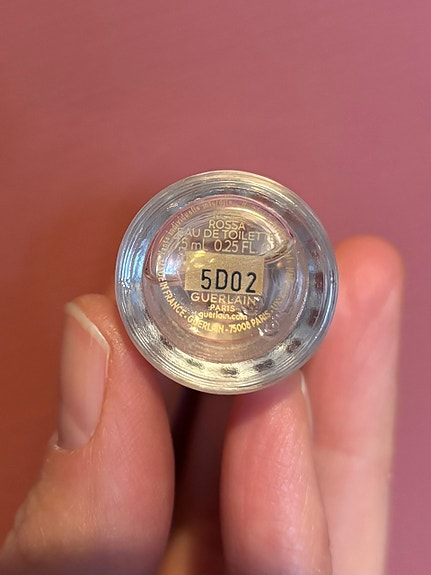 ROSSA
EAU DE TOILETTE
7.5 mL 0.25 FL.
5D02
GUERLAIN
PARIS
guerlain.com
IN FRANCE. GUERLAIN - 75008 PARIS